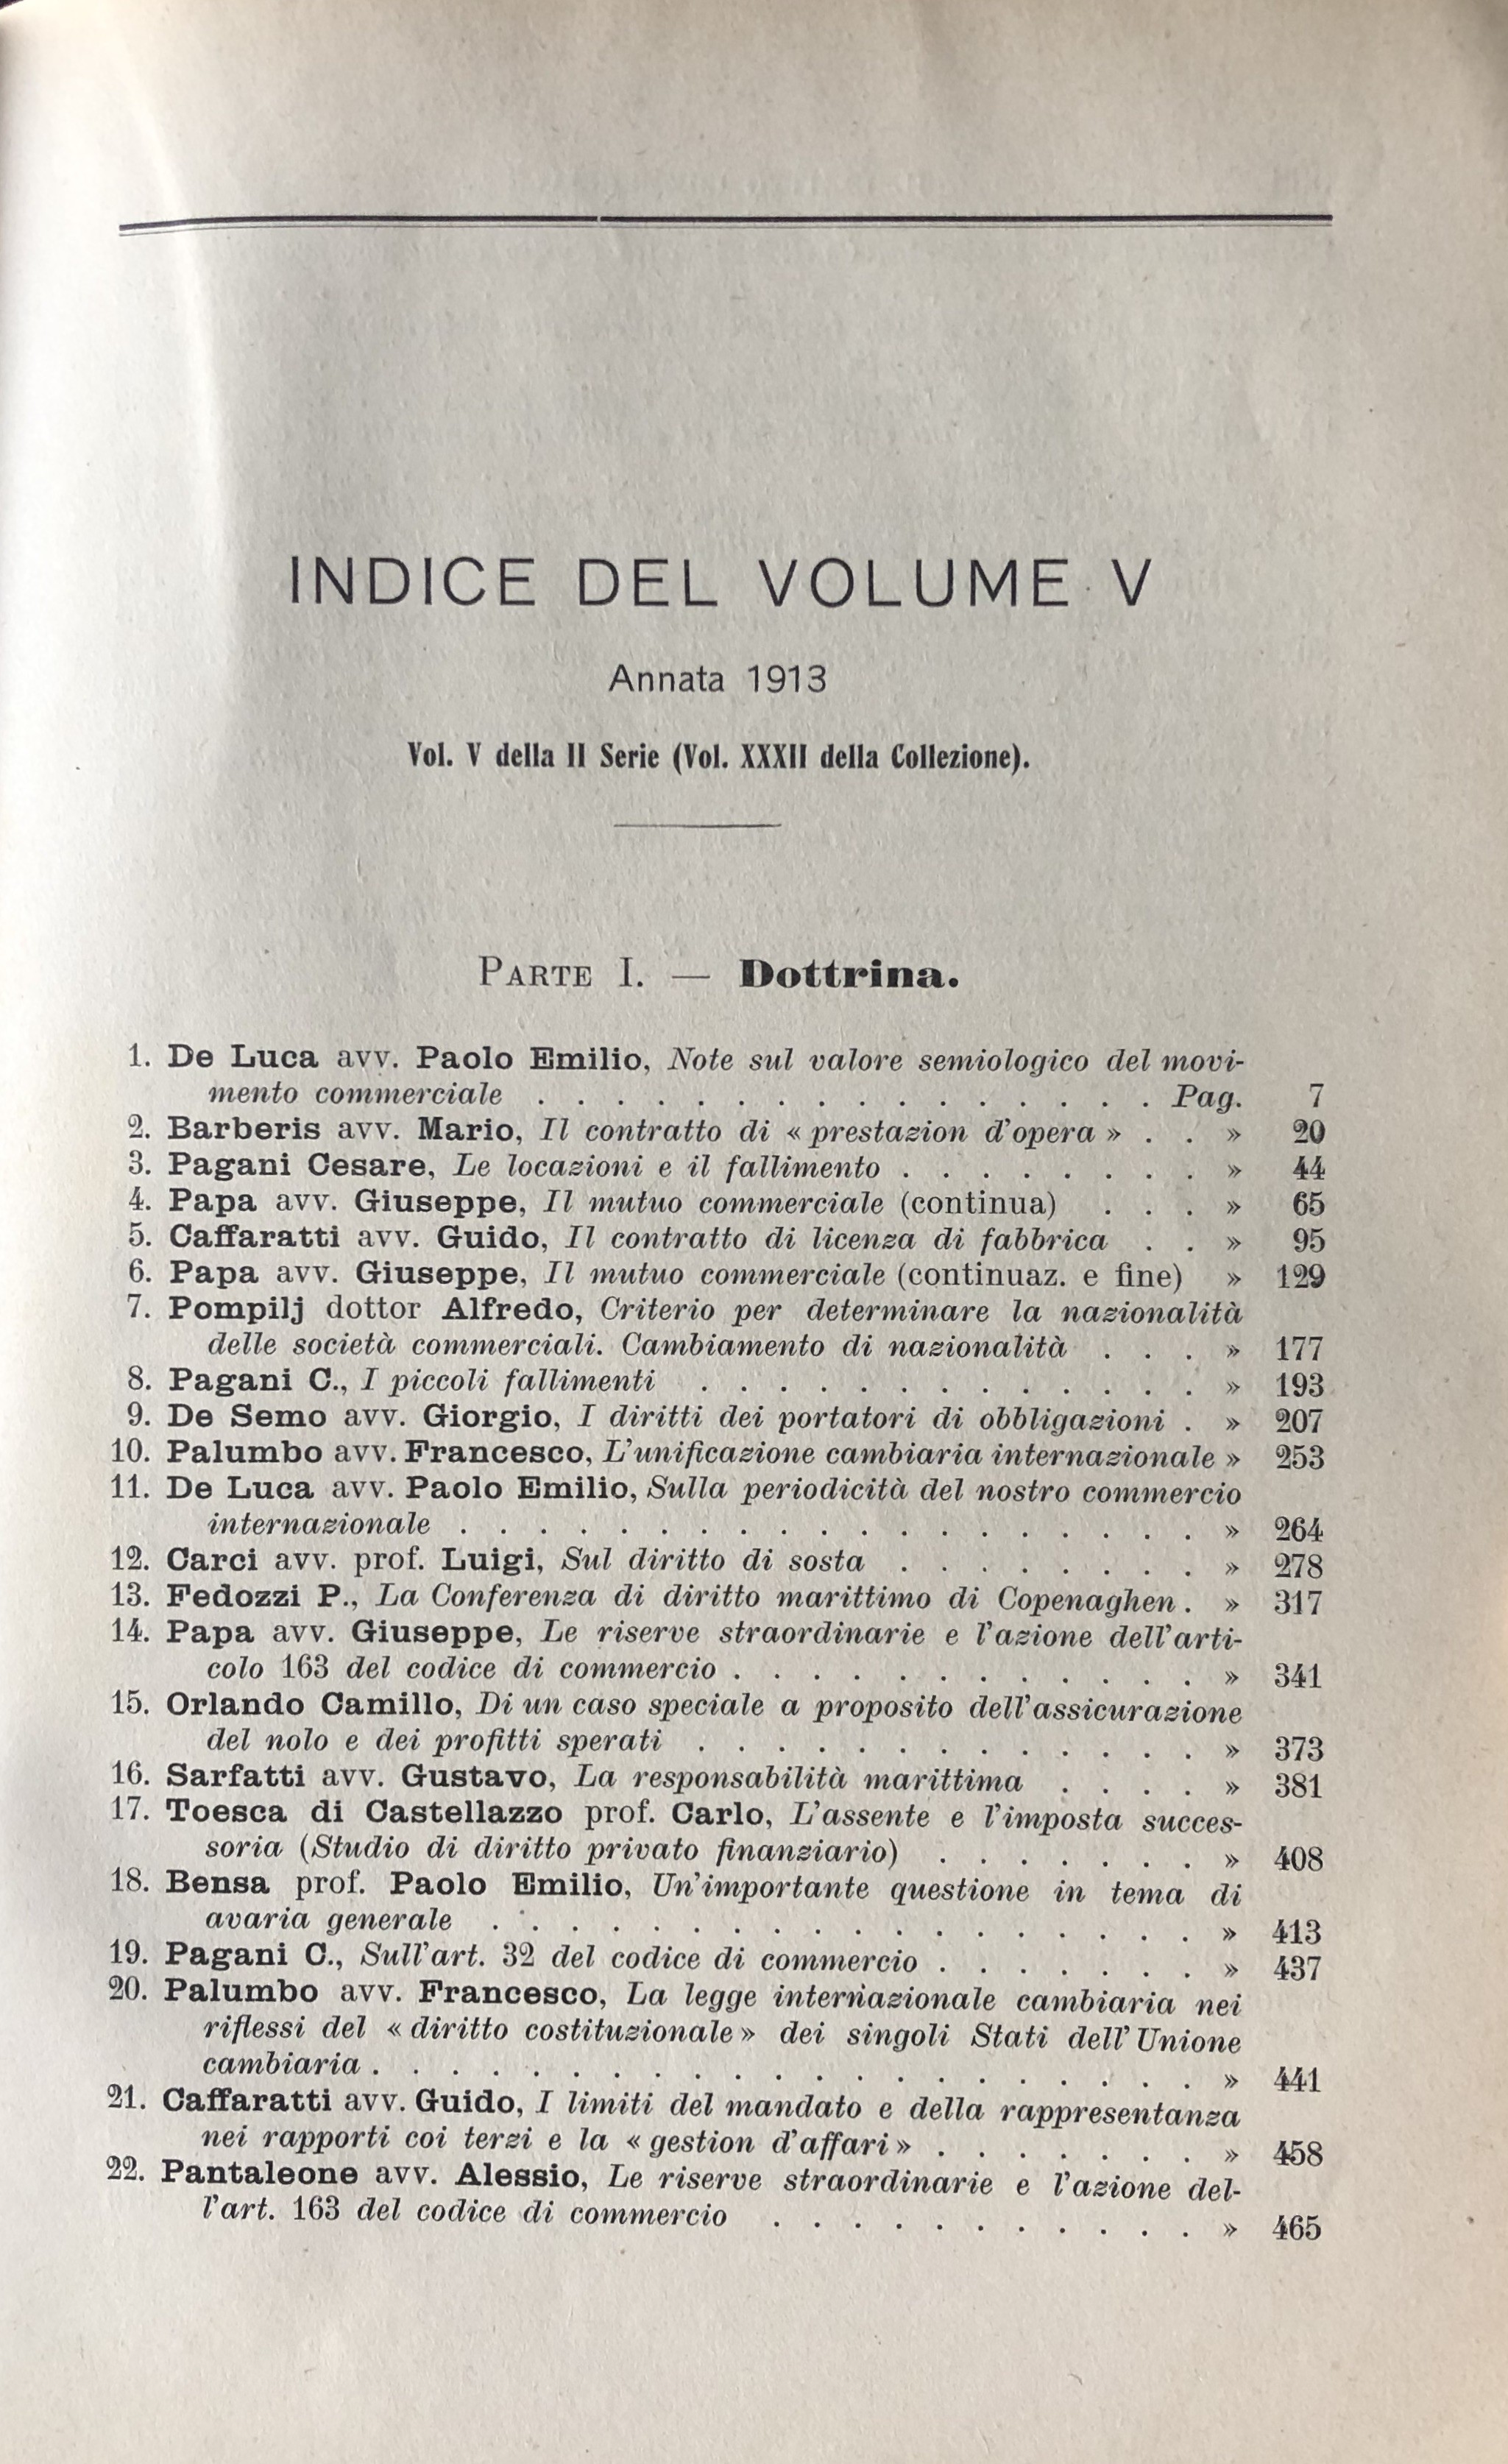 INDICE DEL VOLUME V
Annata 1913
Vol. V della II Serie (Vol. XXXII della Collezione).
PARTE I. — Dottrina.
1. De Luca avv. Paolo Emilio, Note sul valore semiologico del movi-
mento commerciale . . . . . . . . . . . . . . Pag. 7
2. Barberis avv. Mario, Il contratto di « prestazion d'opera » . . » 20
3. Pagani Cesare, Le locazioni e il fallimento . . . . . . . . » 44
4. Papa avv. Giuseppe, Il mutuo commerciale (continua) . . . » 65
5. Caffaratti avv. Guido, Il contratto di licenza di fabbrica . . » 95
6. Papa avv. Giuseppe, Il mutuo commerciale (continuaz. e fine) » 129
7. Pompilj dottor Alfredo, Criterio per determinare la nazionalità
delle società commerciali. Cambiamento di nazionalità . . . » 177
8. Pagani C., I piccoli fallimenti . . . . . . . . . . . . . » 193
9. De Semo avv. Giorgio, I diritti dei portatori di obbligazioni . » 207
10. Palumbo avv. Francesco, L'unificazione cambiaria internazionale » 253
11. De Luca avv. Paolo Emilio, Sulla periodicità del nostro commercio
internazionale . . . . . . . . . . . . . . . . . . . » 264
12. Carci avv. prof. Luigi, Sul diritto di sosta . . . . . . . . » 278
13. Fedozzi P., La Conferenza di diritto marittimo di Copenaghen . » 317
14. Papa avv. Giuseppe, Le riserve straordinarie e l'azione dell'arti-
colo 163 del codice di commercio . . . . . . . . . . . . » 341
15. Orlando Camillo, Di un caso speciale a proposito dell'assicurazione
del nolo e dei profitti sperati . . . . . . . . . . . . . » 373
16. Sarfatti avv. Gustavo, La responsabilità marittima . . . . » 381
17. Toesca di Castellazzo prof. Carlo, L'assente e l'imposta succes-
soria (Studio di diritto privato finanziario) . . . . . . . » 408
18. Bensa prof. Paolo Emilio, Un'importante questione in tema di
avaria generale . . . . . . . . . . . . . . . . . . » 413
19. Pagani C., Sull'art. 32 del codice di commercio . . . . . . . » 437
20. Palumbo avv. Francesco, La legge internazionale cambiaria nei
riflessi del « diritto costituzionale » dei singoli Stati dell'Unione
cambiaria . . . . . . . . . . . . . . . . . . . . . » 441
21. Caffaratti avv. Guido, I limiti del mandato e della rappresentanza
nei rapporti coi terzi e la « gestion d'affari » . . . . . . . » 458
22. Pantaleone avv. Alessio, Le riserve straordinarie e l'azione del-
l'art. 163 del codice di commercio . . . . . . . . . . . » 465